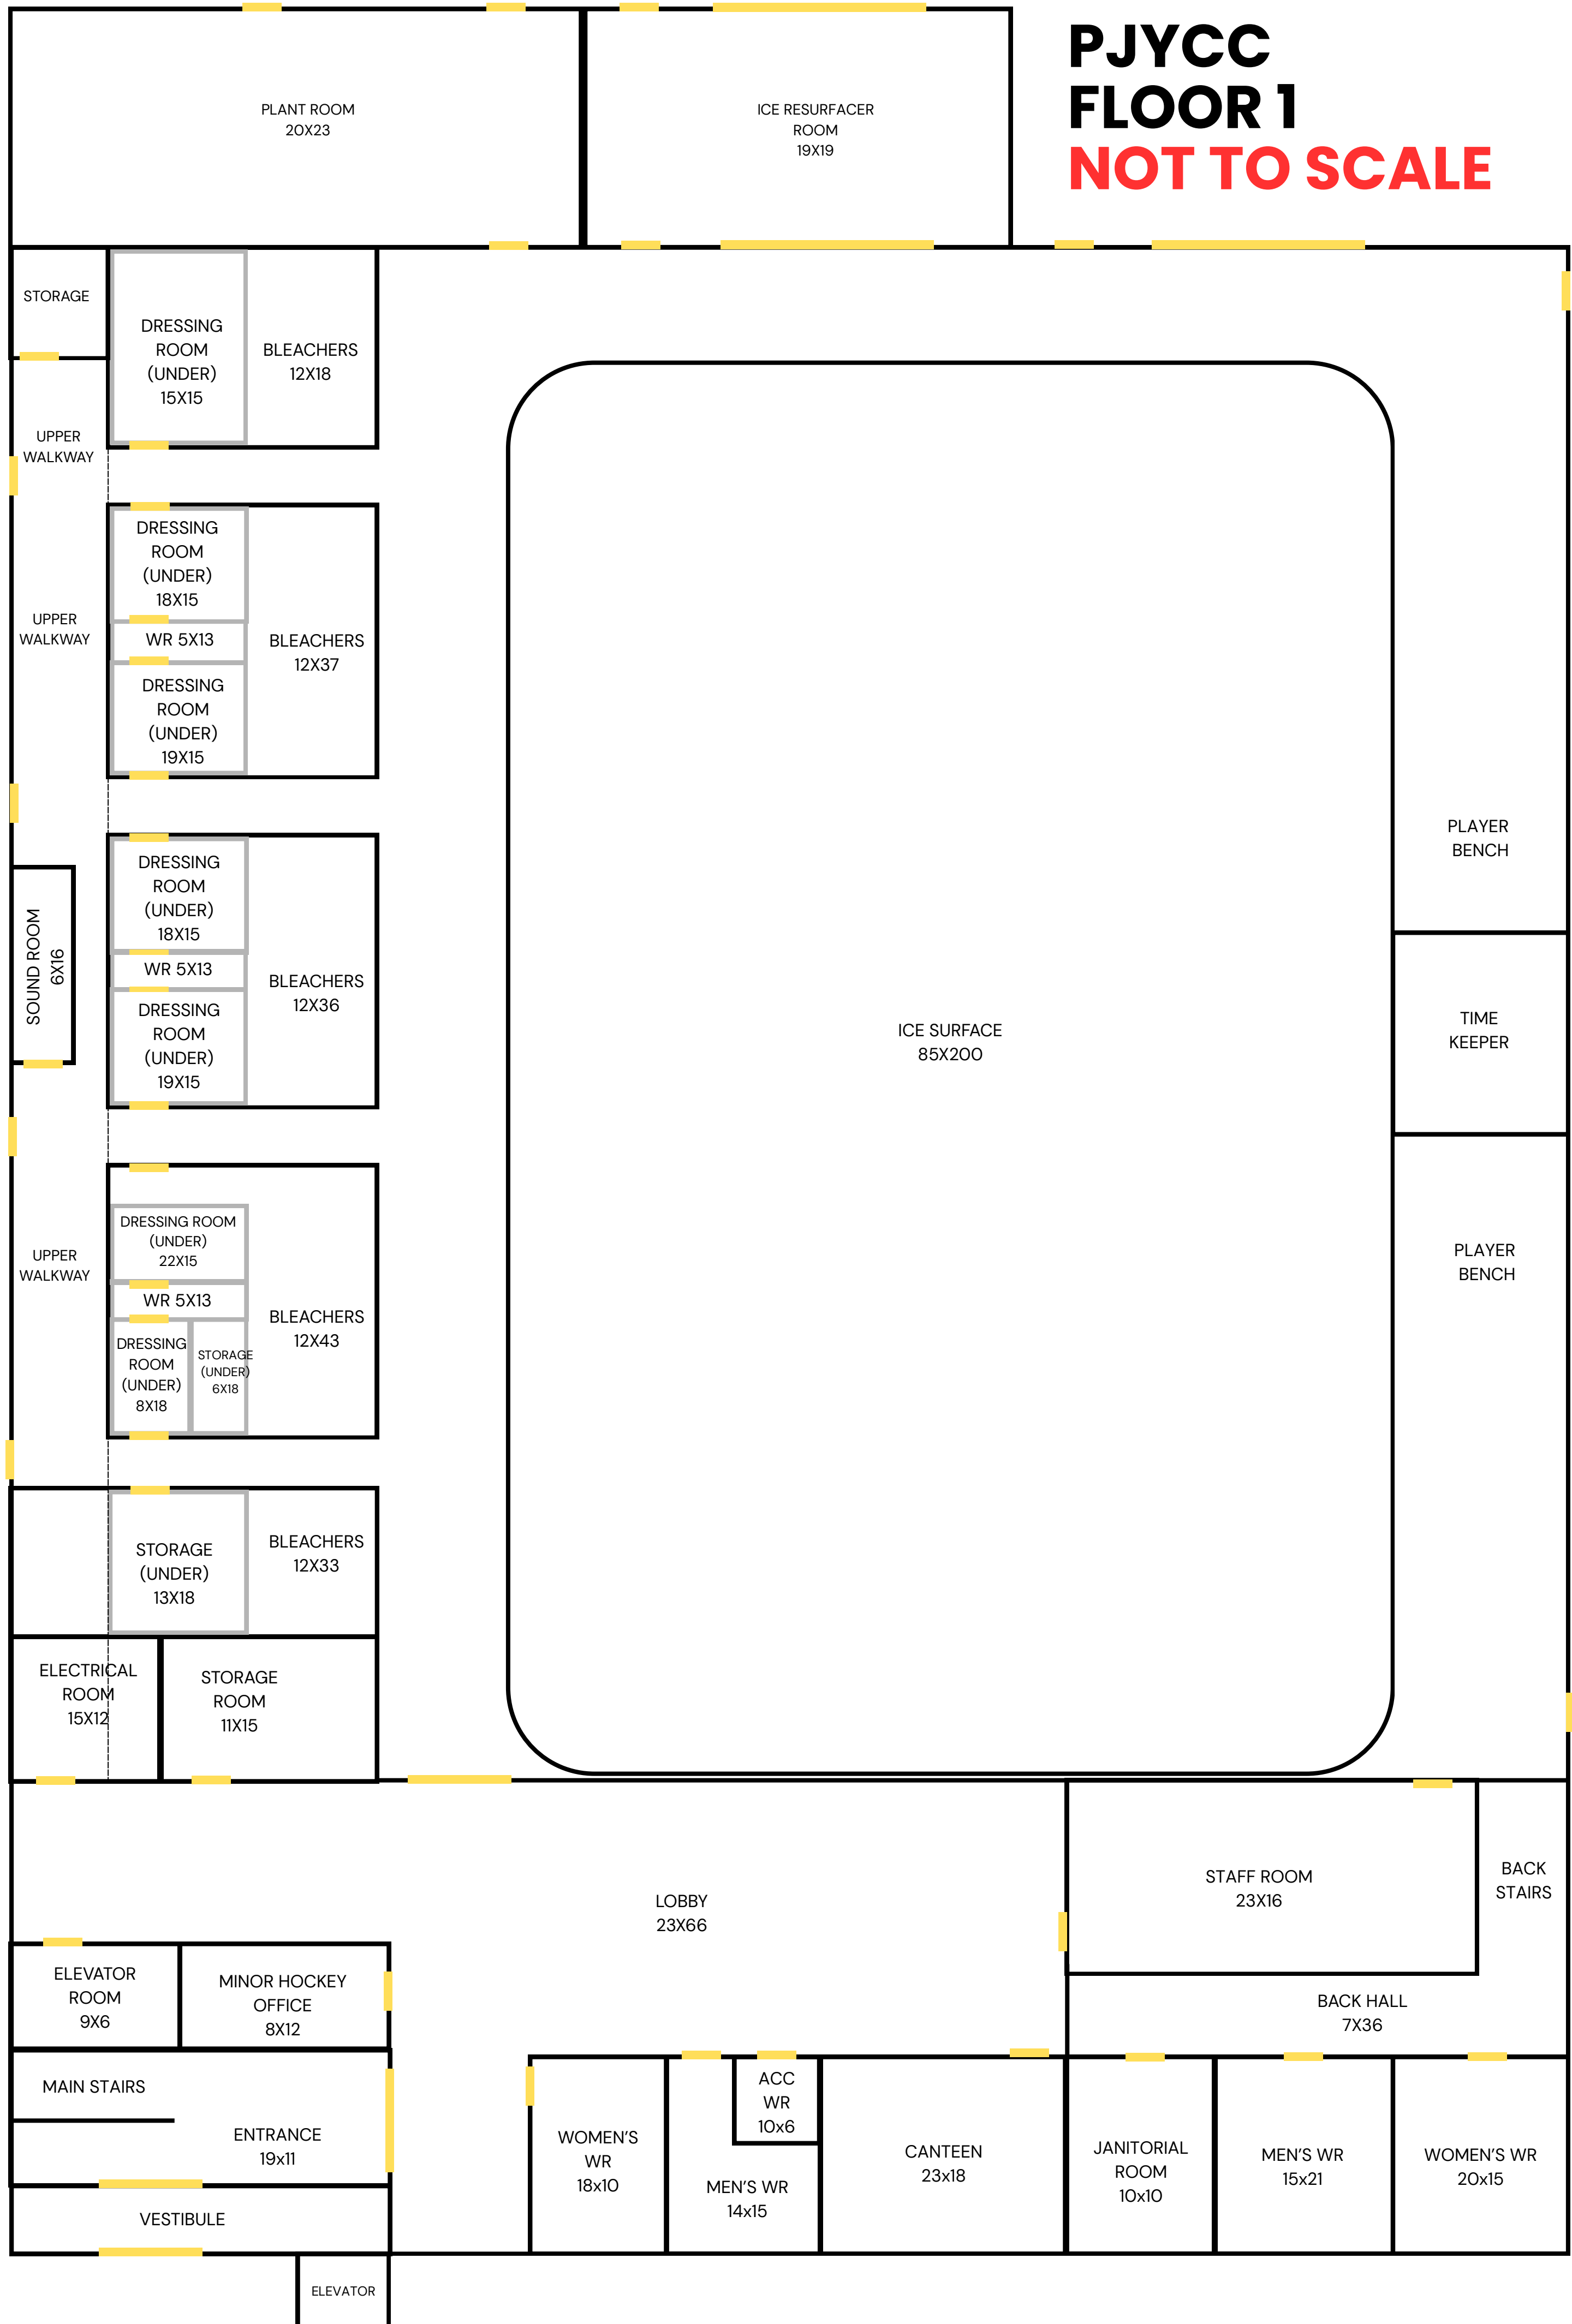 PJYCC
FLOOR 1
NOT TO SCALE
PLANT ROOM
20X23
ICE RESURFACER
ROOM
19X19
STORAGE
DRESSING
ROOM
(UNDER)
15X15
BLEACHERS
12X18
UPPER
WALKWAY
DRESSING
ROOM
(UNDER)
18X15
WR 5X13
DRESSING
ROOM
(UNDER)
19X15
BLEACHERS
12X37
UPPER
WALKWAY
PLAYER
BENCH
DRESSING
ROOM
(UNDER)
18X15
WR 5X13
DRESSING
ROOM
(UNDER)
19X15
BLEACHERS
12X36
SOUND ROOM
6X16
ICE SURFACE
85X200
TIME
KEEPER
UPPER
WALKWAY
DRESSING ROOM
(UNDER)
22X15
WR 5X13
DRESSING
ROOM
(UNDER)
8X18
STORAGE
(UNDER)
6X18
BLEACHERS
12X43
PLAYER
BENCH
STORAGE
(UNDER)
13X18
BLEACHERS
12X33
ELECTRICAL
ROOM
15X12
STORAGE
ROOM
11X15
LOBBY
23X66
STAFF ROOM
23X16
BACK
STAIRS
ELEVATOR
ROOM
9X6
MINOR HOCKEY
OFFICE
8X12
BACK HALL
7X36
MAIN STAIRS
ENTRANCE
19x11
WOMEN'S
WR
18x10
ACC
WR
10x6
MEN'S WR
14x15
CANTEEN
23x18
JANITORIAL
ROOM
10x10
MEN'S WR
15x21
WOMEN'S WR
20x15
VESTIBULE
ELEVATOR